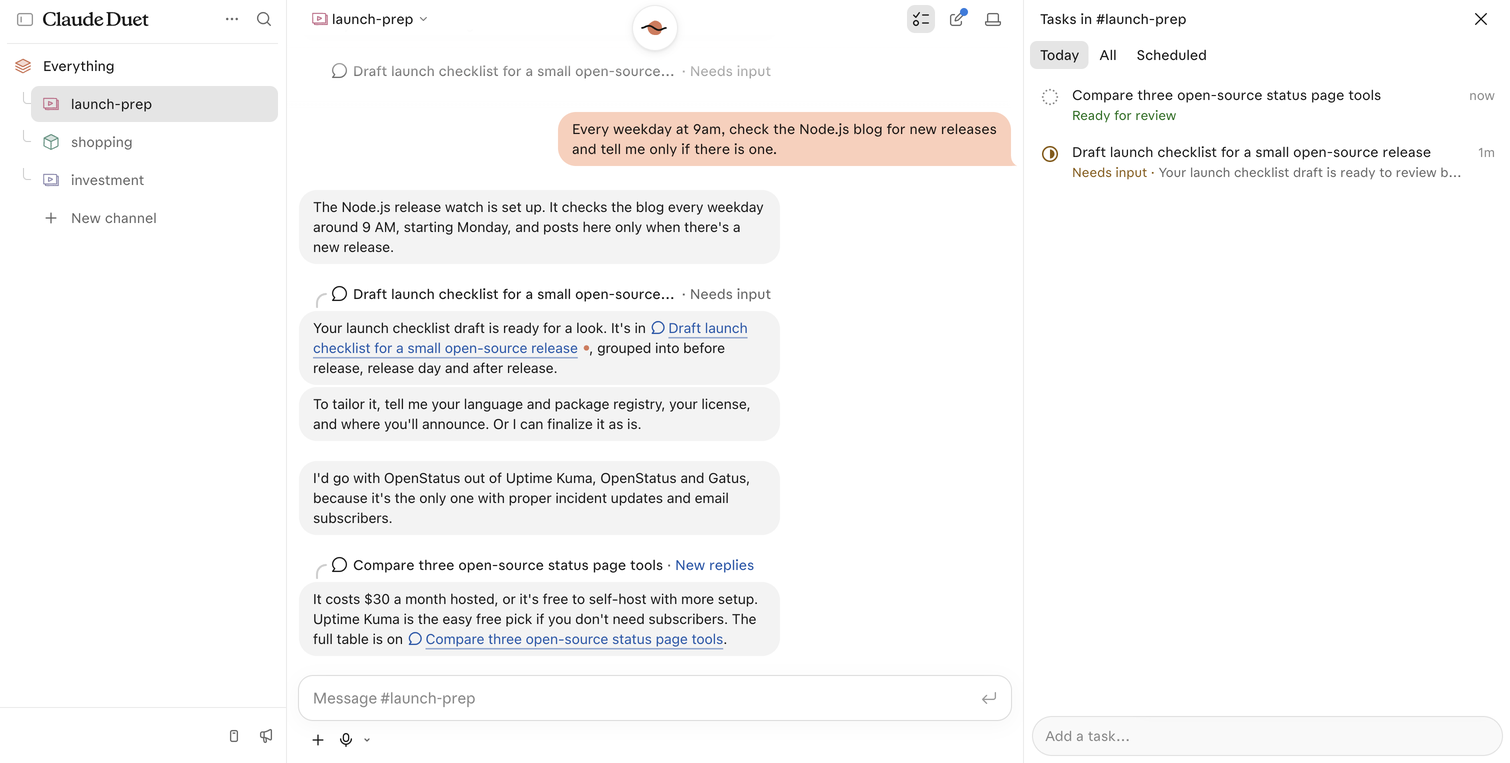 Claude Duet
Everything
launch-prep
shopping
investment
New channel
launch-prep
Draft launch checklist for a small open-source... · Needs input
Every weekday at 9am, check the Node.js blog for new releases
and tell me only if there is one.
The Node.js release watch is set up. It checks the blog every weekday
around 9 AM, starting Monday, and posts here only when there's a
new release.
Draft launch checklist for a small open-source... · Needs input
Your launch checklist draft is ready for a look. It's in Draft launch
checklist for a small open-source release , grouped into before
release, release day and after release.
To tailor it, tell me your language and package registry, your license,
and where you'll announce. Or I can finalize it as is.
I'd go with OpenStatus out of Uptime Kuma, OpenStatus and Gatus,
because it's the only one with proper incident updates and email
subscribers.
Compare three open-source status page tools · New replies
It costs $30 a month hosted, or it's free to self-host with more setup.
Uptime Kuma is the easy free pick if you don't need subscribers. The
full table is on Compare three open-source status page tools.
Message #launch-prep
Tasks in #launch-prep
Today All Scheduled
Compare three open-source status page tools now
Ready for review
Draft launch checklist for a small open-source release 1m
Needs input · Your launch checklist draft is ready to review b...
Add a task...